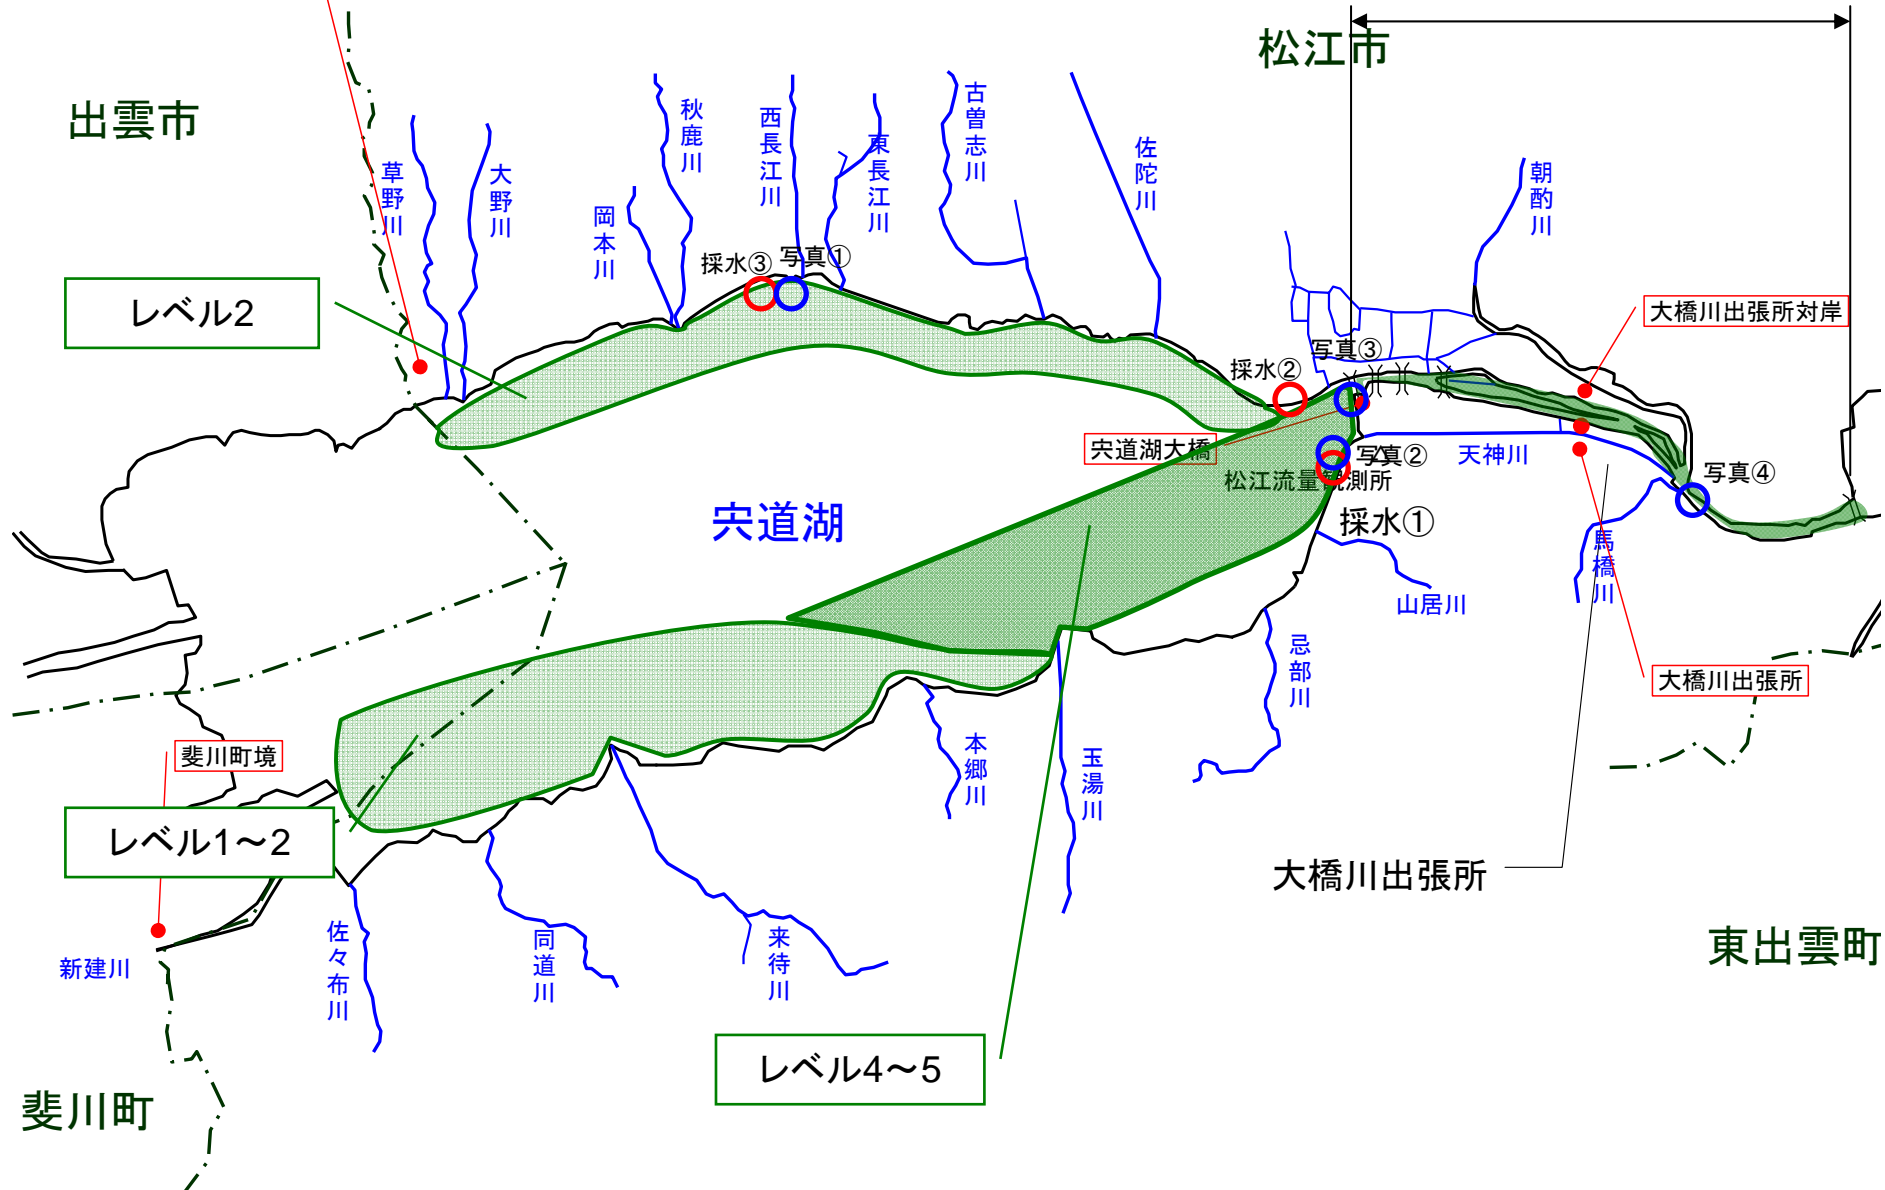 松江市
出雲市
草野川
大野川
岡本川
秋鹿川
西長江川
東長江川
古曽志川
佐陀川
朝酌川
採水③
写真①
レベル2
大橋川出張所対岸
写真③
採水②
宍道湖大橋
写真②
天神川
写真④
松江流量観測所
宍道湖
採水①
馬橋川
山居川
忌部川
大橋川出張所
斐川町境
本郷川
玉湯川
レベル1～2
大橋川出張所
佐々布川
同道川
来待川
東出雲町
新建川
レベル4～5
斐川町